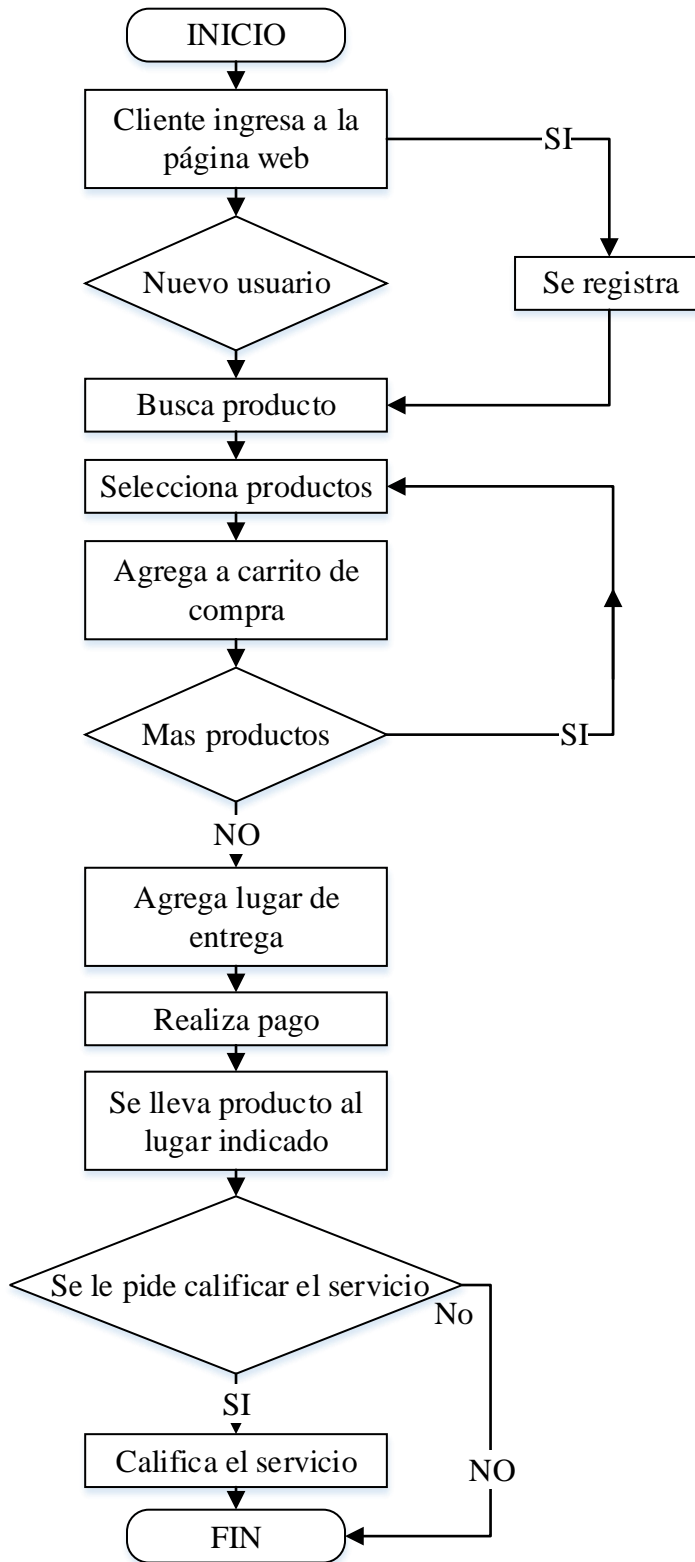 INICIO
Cliente ingresa a la
página web
SI
Nuevo usuario
Se registra
Busca producto
Selecciona productos
Agrega a carrito de
compra
Mas productos
SI
NO
Agrega lugar de
entrega
Realiza pago
Se lleva producto al
lugar indicado
Se le pide calificar el servicio
No
SI
Califica el servicio
NO
FIN